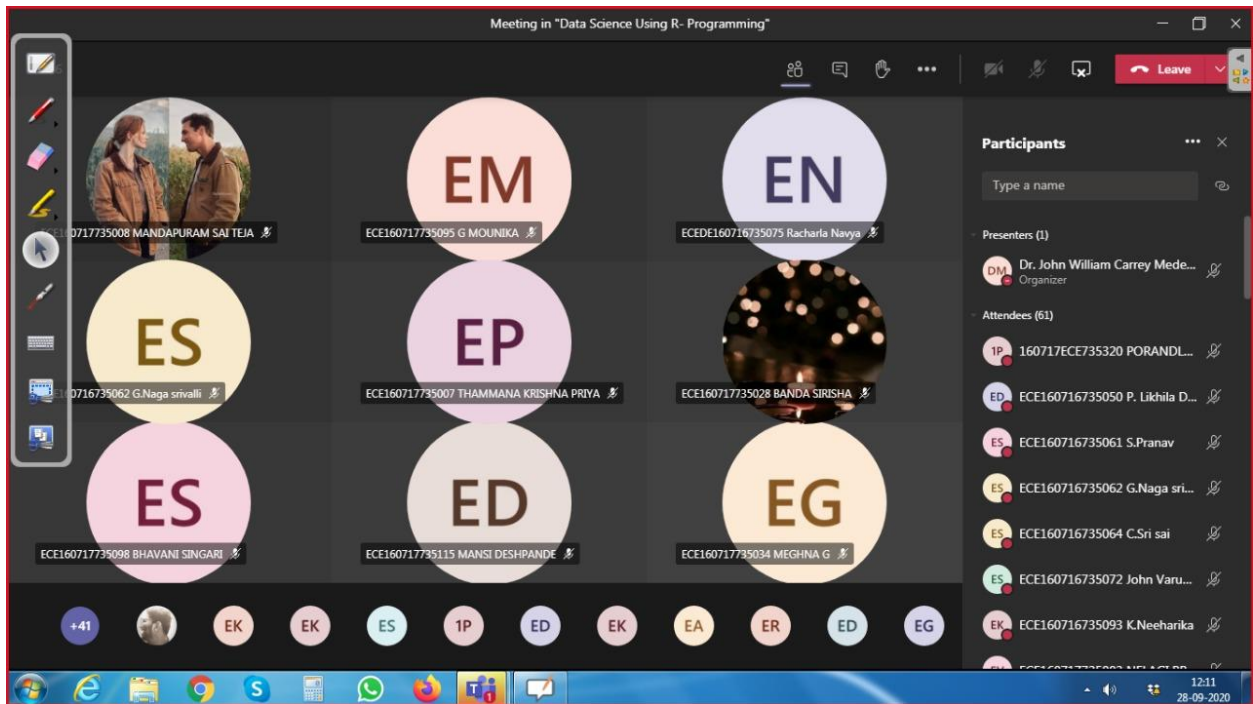 Meeting in "Data Science Using R- Programming"
Leave
EM
EN
0717735008 MANDAPURAM SAI TEJA
ECE160717735095 G MOUNIKA
ECEDE160716735075 Racharla Navya
ES
EP
0716735062 G.Naga srivalli
ECE160717735007 THAMMANA KRISHNA PRIYA
ECE160717735028 BANDA SIRISHA
ES
ED
EG
ECE160717735098 BHAVANI SINGARI
ECE160717735115 MANSI DESHPANDE
ECE160717735034 MEGHNA G
+41
EK
EK
ES
1P
ED
EK
EA
ER
ED
EG
Participants
Type a name
Presenters (1)
DM
Dr. John William Carrey Mede...
Organizer
Attendees (61)
1P
160717ECE735320 PORANDL...
ED
ECE160716735050 P. Likhila D...
ES
ECE160716735061 S.Pranav
ES
ECE160716735062 G.Naga sri...
ES
ECE160716735064 C.Sri sai
ES
ECE160716735072 John Varu...
EK
ECE160716735093 K.Neeharika
12:11
28-09-2020